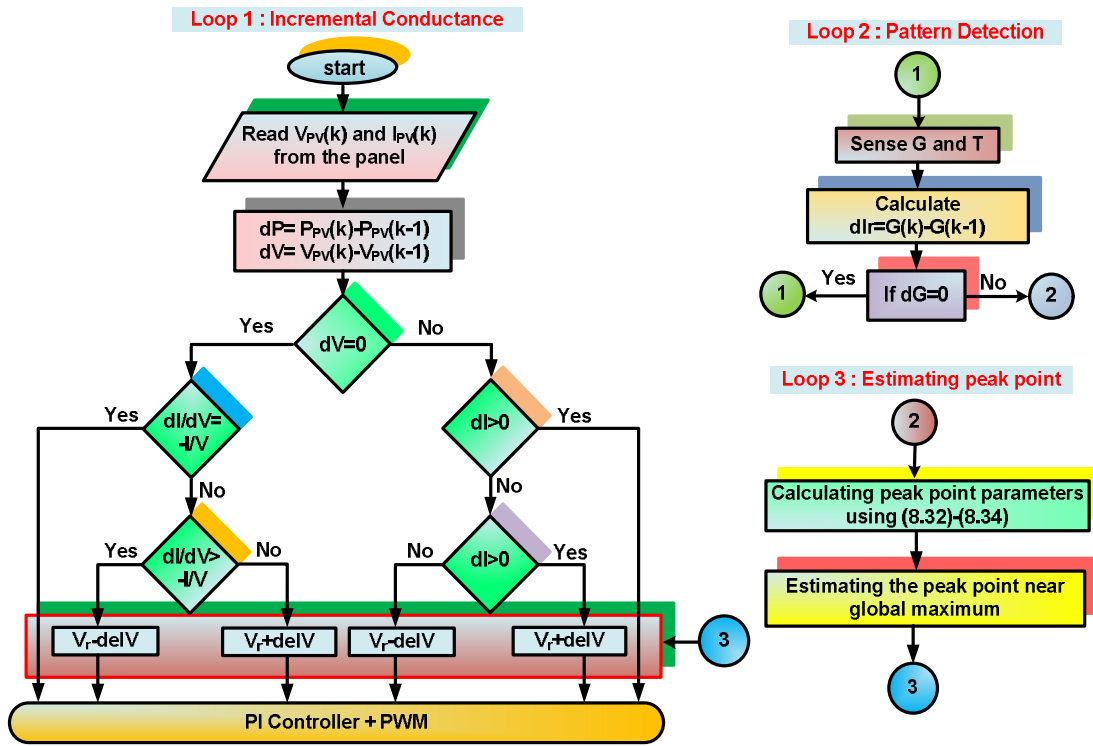 Loop 1 : Incremental Conductance
start
Read VPV(k) and IPV(k)
from the panel
dP= PPV(k)-PPV(k-1)
dV= VPV(k)-VPV(k-1)
Yes
No
dV=0
Yes
dI/dV=
-I/V
dI>0
Yes
No
No
Yes
dI/dV>
-I/V
No
No
dI>0
Yes
Vr-delV
Vr+delV
Vr-delV
Vr+delV
3
PI Controller + PWM
Loop 2 : Pattern Detection
1
Sense G and T
Calculate
dIr=G(k)-G(k-1)
Yes
No
1
If dG=0
2
Loop 3 : Estimating peak point
2
Calculating peak point parameters
using (8.32)-(8.34)
Estimating the peak point near
global maximum
3